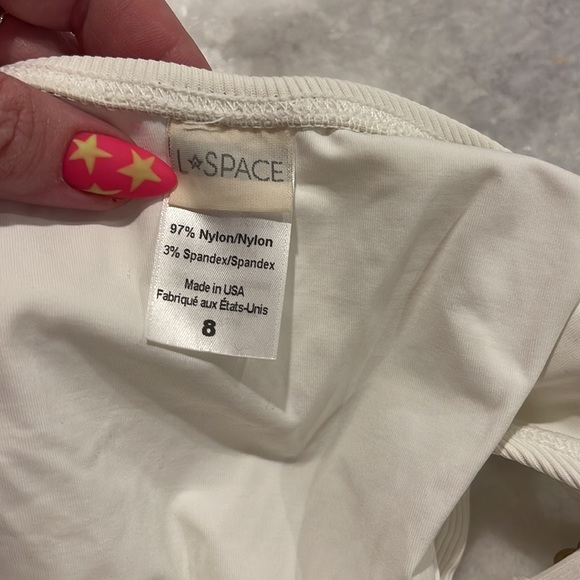 L*SPACE
97% Nylon/Nylon
3% Spandex/Spandex
Made in USA
Fabriqué aux États-Unis
8